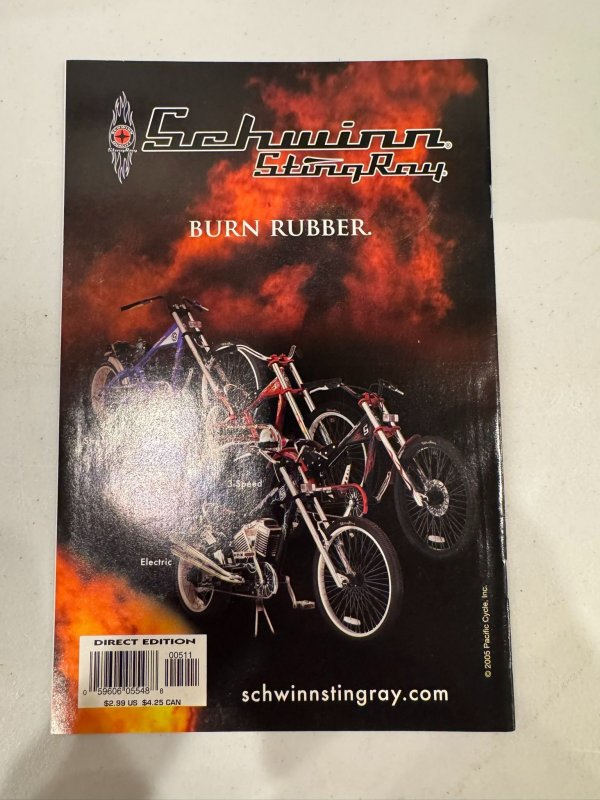 Schwinn®
StingRay®
BURN RUBBER.
3-Speed
Electric
© 2005 Pacific Cycle, Inc.
DIRECT EDITION
00511
0 59606 05548 8
$2.99 US $4.25 CAN
schwinnstingray.com